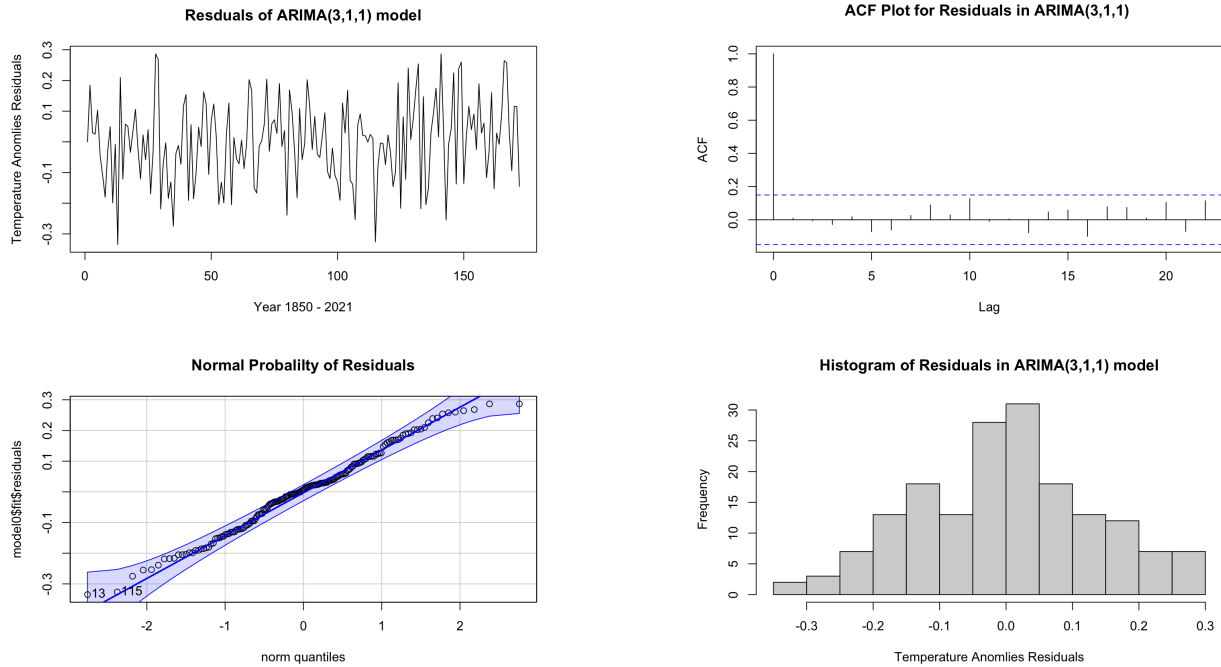 Resduals of ARIMA(3,1,1) model
Temperature Anomlies Residuals
0.3
0.1
-0.1
-0.3
0 50 100 150
Year 1850 - 2021
ACF Plot for Residuals in ARIMA(3,1,1)
ACF
1.0
0.8
0.6
0.4
0.2
0.0
0 5 10 15 20
Lag
Normal Probalilty of Residuals
model0$fit$residuals
0.3
0.1
-0.1
-0.3
13
115
-2 -1 0 1 2
norm quantiles
Histogram of Residuals in ARIMA(3,1,1) model
Frequency
30
25
20
15
10
5
0
-0.3 -0.2 -0.1 0.0 0.1 0.2 0.3
Temperature Anomlies Residuals